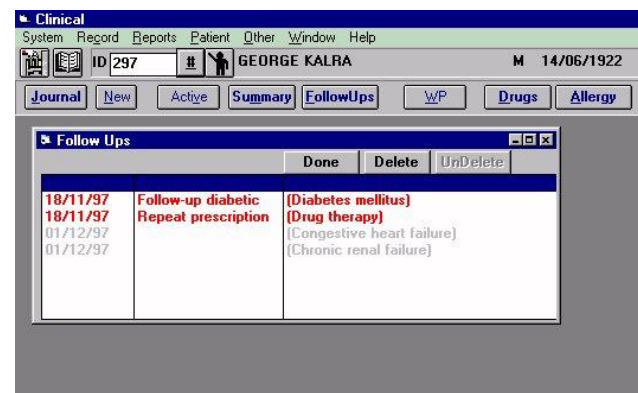 Clinical
System Record Reports Patient Other Window Help
ID 297 # GEORGE KALRA M 14/06/1922
Journal New Active Summary FollowUps WP Drugs Allergy
Follow Ups
Done Delete UnDelete
18/11/97 Follow-up diabetic (Diabetes mellitus)
18/11/97 Repeat prescription (Drug therapy)
01/12/97 (Congestive heart failure)
01/12/97 (Chronic renal failure)